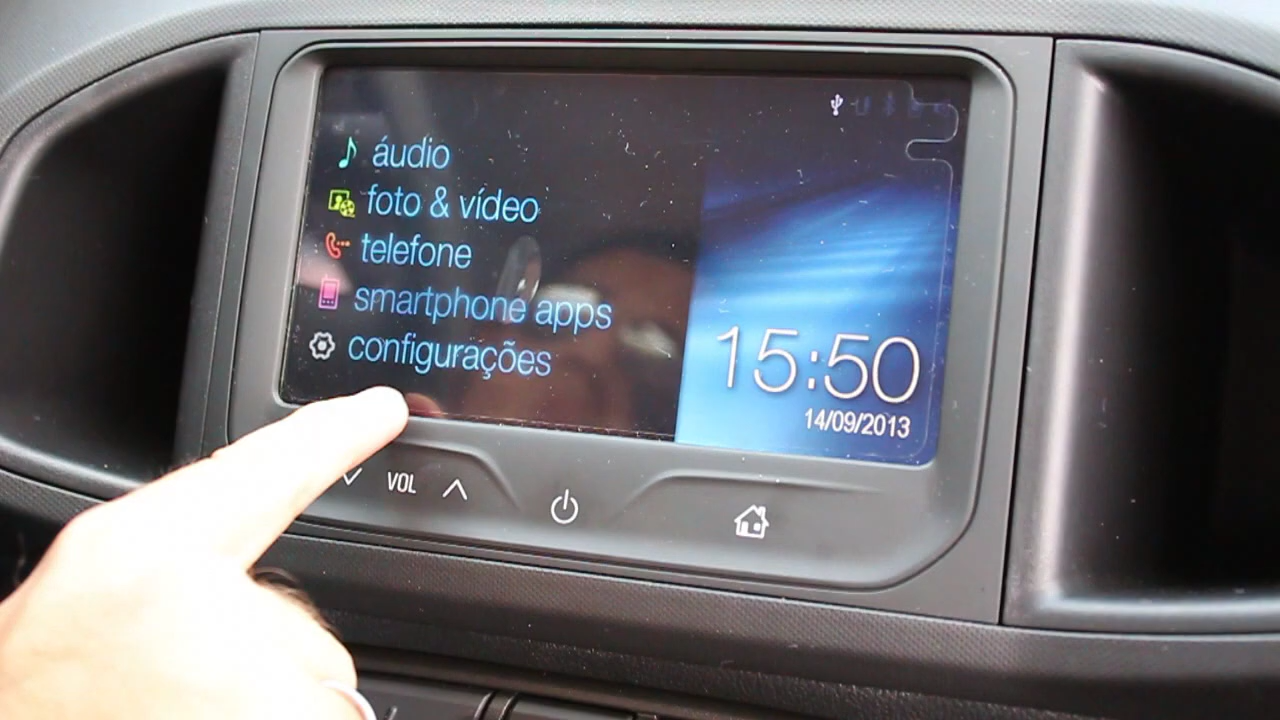 áudio
foto & vídeo
telefone
smartphone apps
configurações
15:50
14/09/2013
VOL